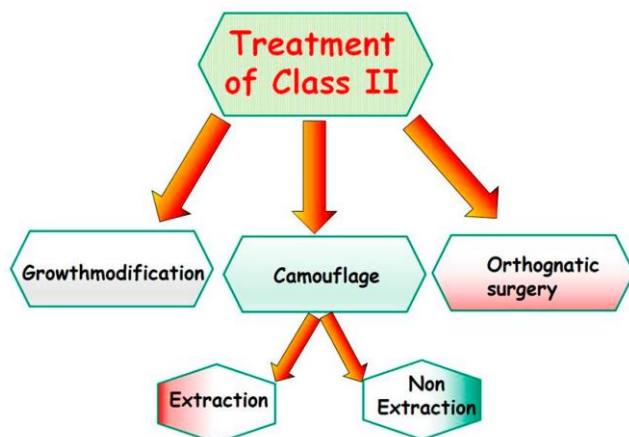 Treatment
of Class II
Growthmodification
Camouflage
Orthognatic
surgery
Extraction
Non
Extraction